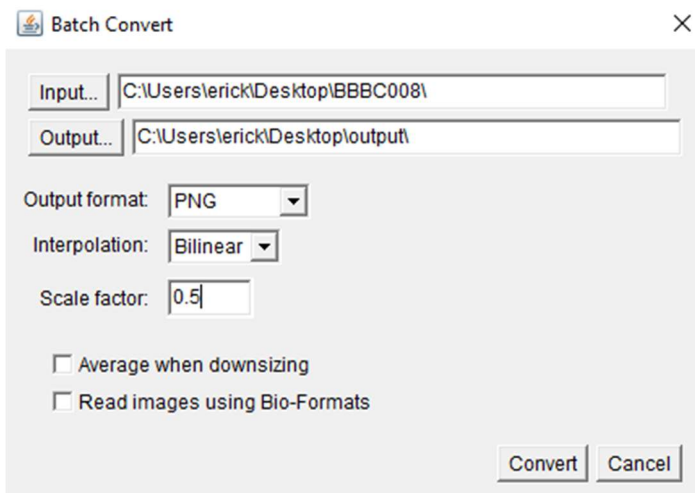 Batch Convert
Input... C:\Users\erick\Desktop\BBBC008\
Output... C:\Users\erick\Desktop\output\
Output format: PNG
Interpolation: Bilinear
Scale factor: 0.5
Average when downsizing
Read images using Bio-Formats
Convert Cancel